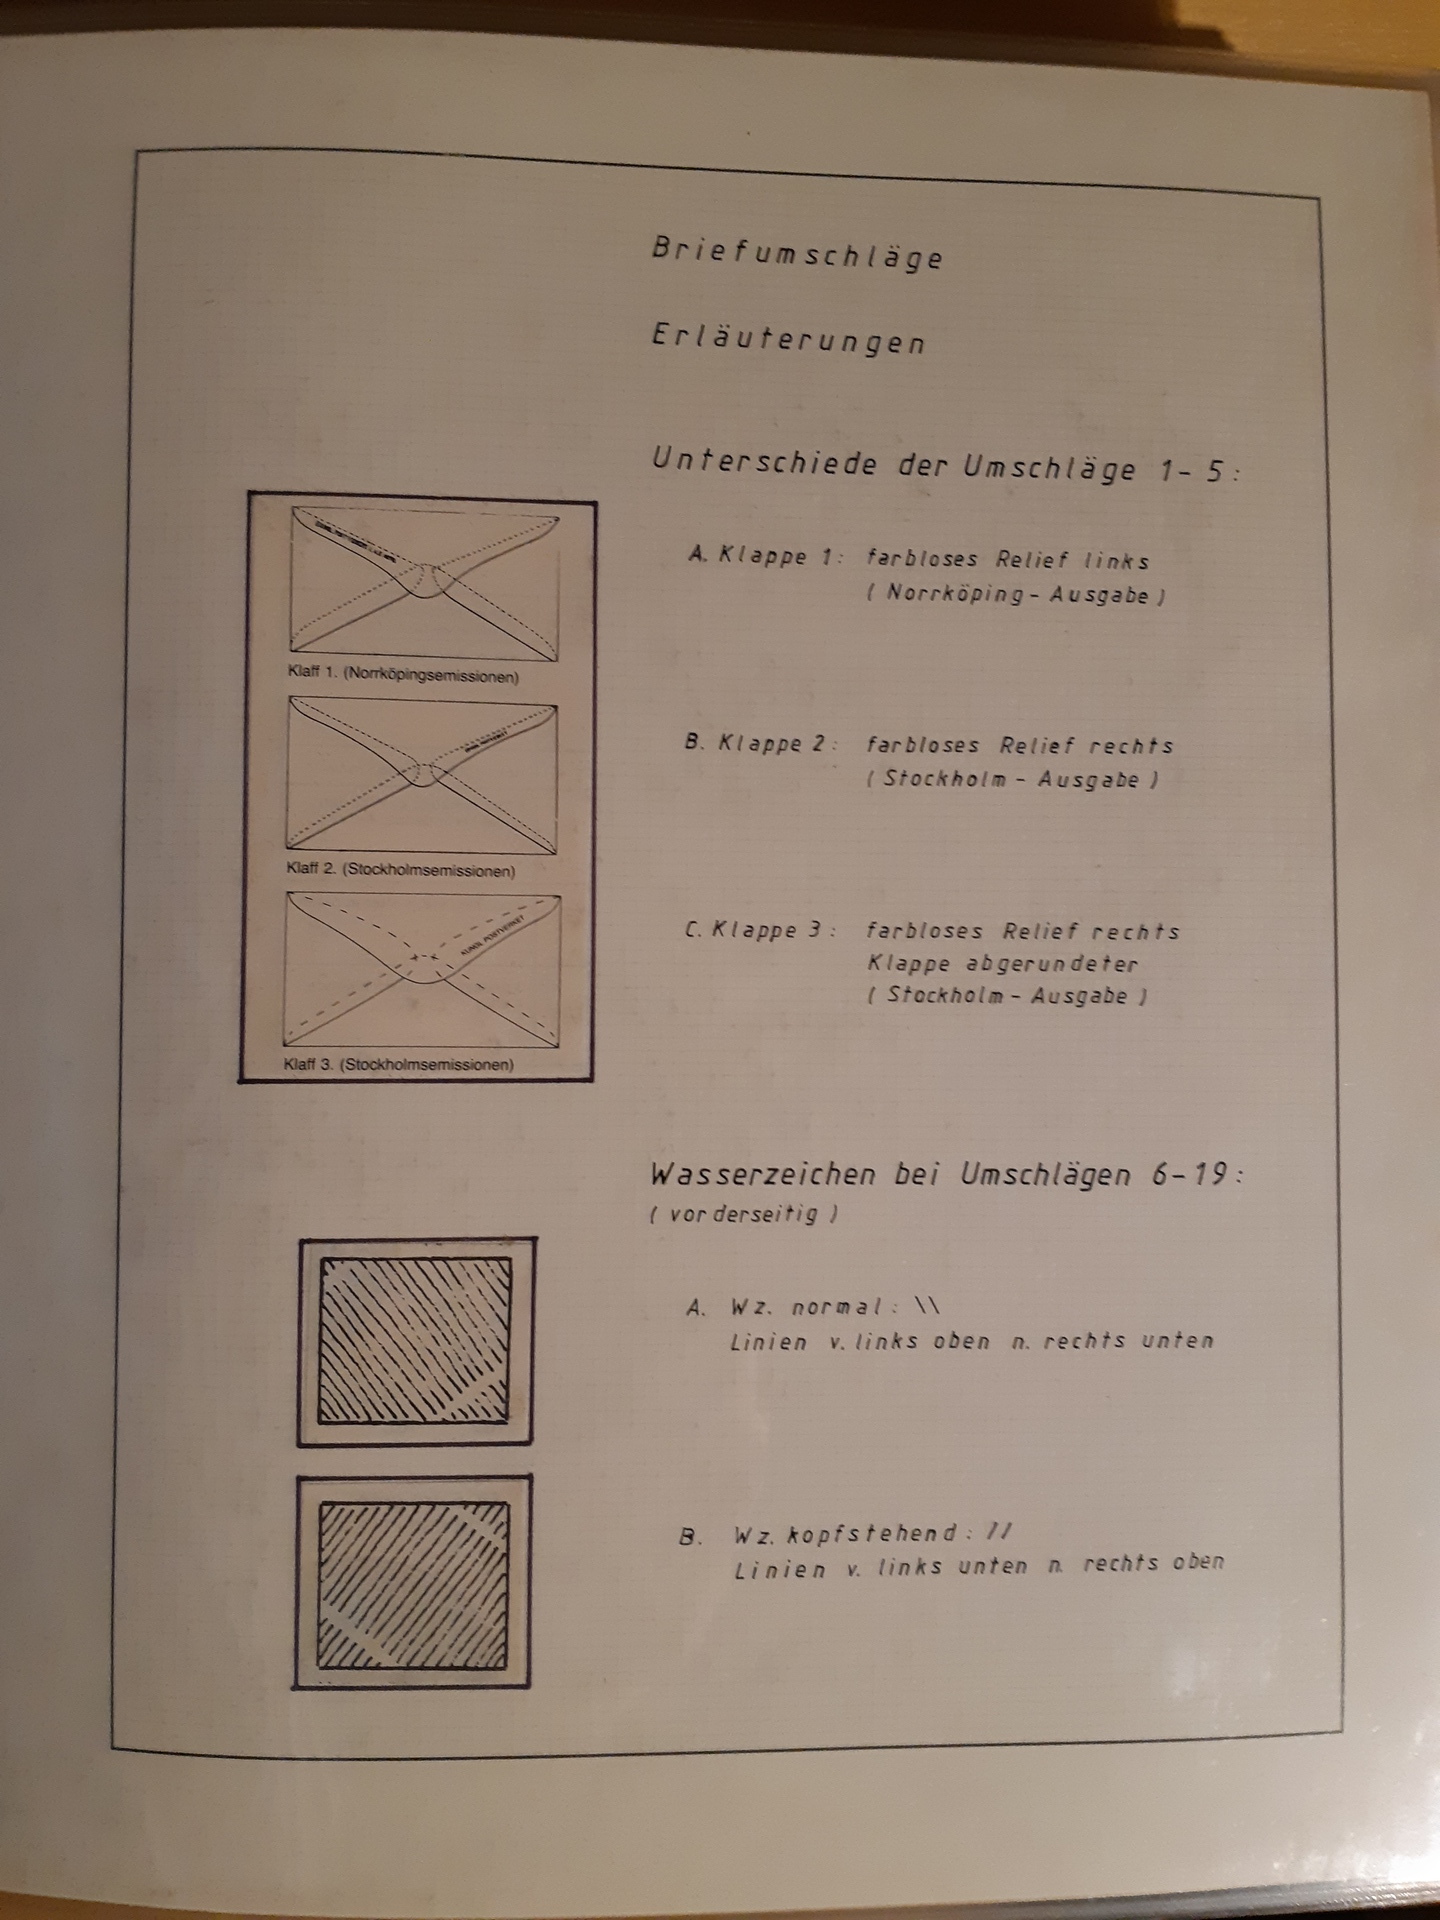 Briefumschläge
Erläuterungen
Unterschiede der Umschläge 1-5:
A. Klappe 1: farbloses Relief links
(Norrköping-Ausgabe)
Klaff 1. (Norrköpingsemissionen)
B. Klappe 2: farbloses Relief rechts
(Stockholm-Ausgabe)
Klaff 2. (Stockholmsemissionen)
C. Klappe 3: farbloses Relief rechts
Klappe abgerundeter
(Stockholm-Ausgabe)
KUNGL POSTVERKET
Klaff 3. (Stockholmsemissionen)
Wasserzeichen bei Umschlägen 6-19:
(vorderseitig)
A. Wz. normal: \\
Linien v. links oben n. rechts unten
B. Wz. kopfstehend: //
Linien v. links unten n. rechts oben